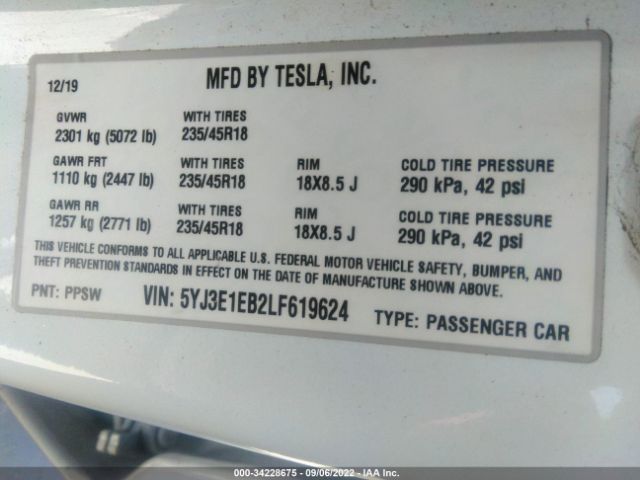 12/19 MFD BY TESLA, INC.
GVWR WITH TIRES
2301 kg (5072 lb) 235/45R18
GAWR FRT WITH TIRES RIM COLD TIRE PRESSURE
1110 kg (2447 lb) 235/45R18 18X8.5 J 290 kPa, 42 psi
GAWR RR WITH TIRES RIM COLD TIRE PRESSURE
1257 kg (2771 lb) 235/45R18 18X8.5 J 290 kPa, 42 psi
THIS VEHICLE CONFORMS TO ALL APPLICABLE U.S. FEDERAL MOTOR VEHICLE SAFETY, BUMPER, AND
THEFT PREVENTION STANDARDS IN EFFECT ON THE DATE OF MANUFACTURE SHOWN ABOVE.
PNT: PPSW VIN: 5YJ3E1EB2LF619624 TYPE: PASSENGER CAR
000-34228675 - 09/06/2022 - IAA Inc.